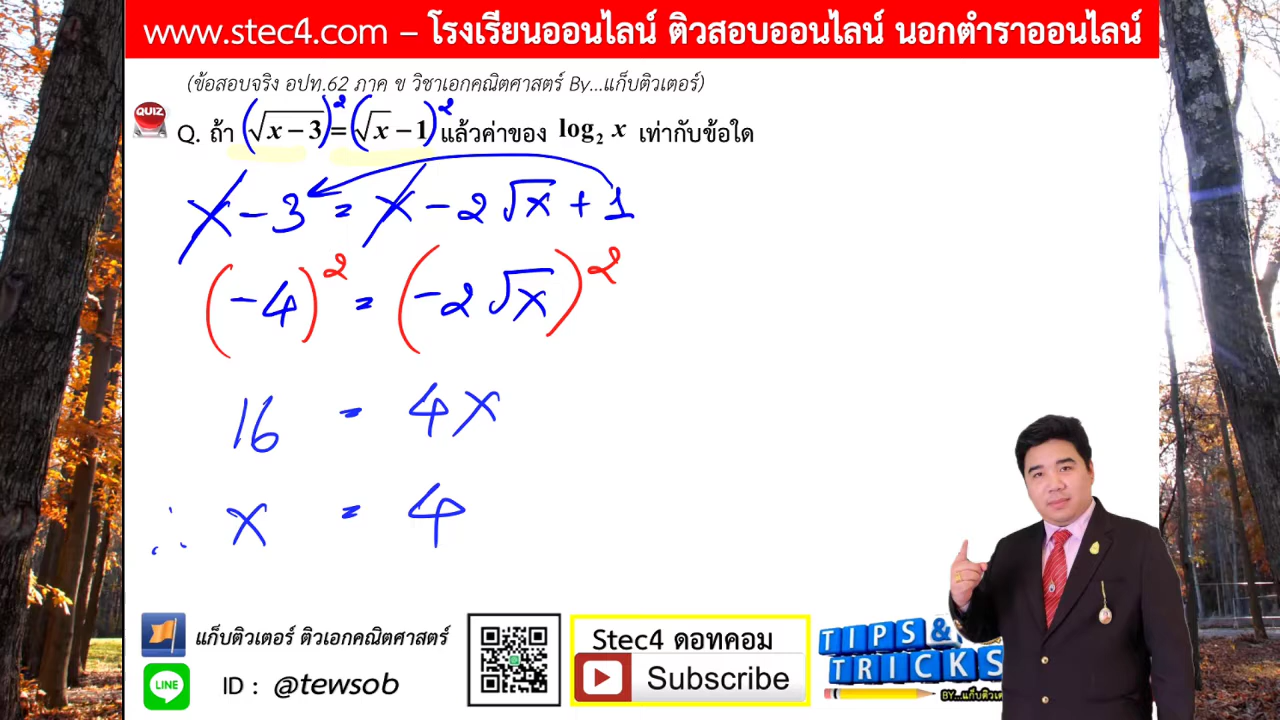 www.stec4.com – โรงเรียนออนไลน์ ติวสอบออนไลน์ นอกตำราออนไลน์
(ข้อสอบจริง อปท.62 ภาค ข วิชาเอกคณิตศาสตร์ By...แก็บติวเตอร์)
QUIZ
Q. ถ้า (√x − 3)² = (√x − 1)² แล้วค่าของ log₂ x เท่ากับข้อใด
x − 3 = x − 2√x + 1
(−4)² = (−2√x)²
16 = 4x
∴ x = 4
แก็บติวเตอร์ ติวเอกคณิตศาสตร์
LINE ID : @tewsob
Stec4 ดอทคอม
Subscribe
TIPS &
TRICKS
BY...แก็บติวเ